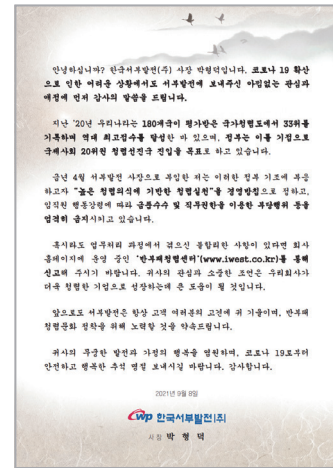 안녕하십니까? 한국서부발전(주) 사장 박형덕입니다. 코로나 19 확산
으로 인한 어려운 상황에서도 서부발전에 보내주신 아낌없는 관심과
애정에 먼저 감사의 말씀을 드립니다.
지난 '20년 우리나라는 180개국이 평가받은 국가청렴도에서 33위를
기록하며 역대 최고점수를 달성한 바 있으며, 정부는 이를 기점으로
국제사회 20위권 청렴선진국 진입을 목표로 하고 있습니다.
금년 4월 서부발전 사장으로 부임한 저는 이러한 정부 기조에 부응
하고자 "높은 청렴의식에 기반한 청렴실천"을 경영방침으로 정하고,
임직원 행동강령에 따라 금품수수 및 직무권한을 이용한 부당행위 등을
엄격히 금지시키고 있습니다.
혹시라도 업무처리 과정에서 겪으신 불합리한 사항이 있다면 회사
홈페이지에 운영 중인 '반부패청렴센터'(www.iwest.co.kr)를 통해
신고해 주시기 바랍니다. 귀사의 관심과 소중한 조언은 우리회사가
더욱 청렴한 기업으로 성장하는데 큰 도움이 될 것입니다.
앞으로도 서부발전은 항상 고객 여러분의 고견에 귀 기울이며, 반부패
청렴문화 정착을 위해 노력할 것을 약속드립니다.
귀사의 무궁한 발전과 가정의 행복을 염원하며, 코로나 19로부터
안전하고 행복한 추석 명절 보내시길 바랍니다. 감사합니다.
2021년 9월 8일
WP 한국서부발전(주)
사장 박 형 덕